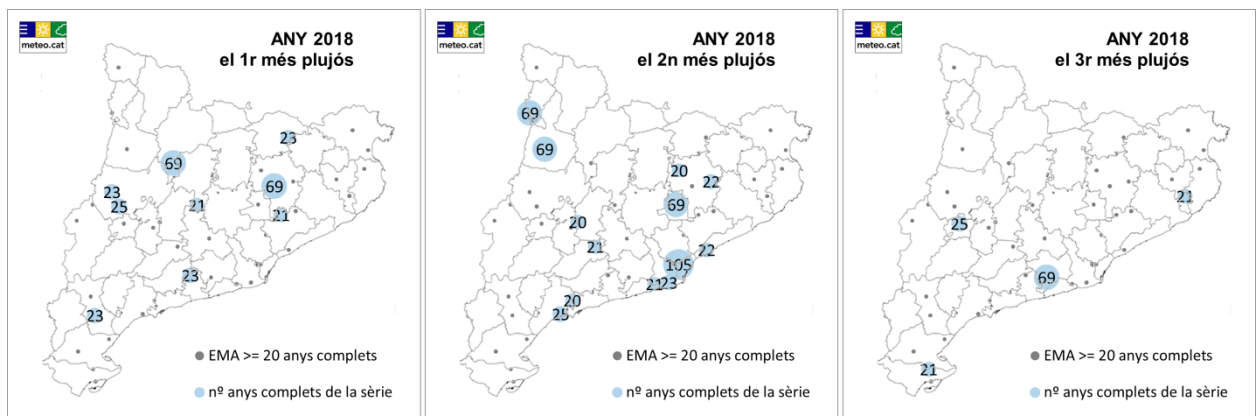 meteo.cat
ANY 2018
el 1r més plujós
23
69
69
23
25
21
21
23
23
EMA >= 20 anys complets
nº anys complets de la sèrie
meteo.cat
ANY 2018
el 2n més plujós
69
69
20
22
69
20
21
22
105
21
23
20
25
EMA >= 20 anys complets
nº anys complets de la sèrie
meteo.cat
ANY 2018
el 3r més plujós
21
25
69
21
EMA >= 20 anys complets
nº anys complets de la sèrie